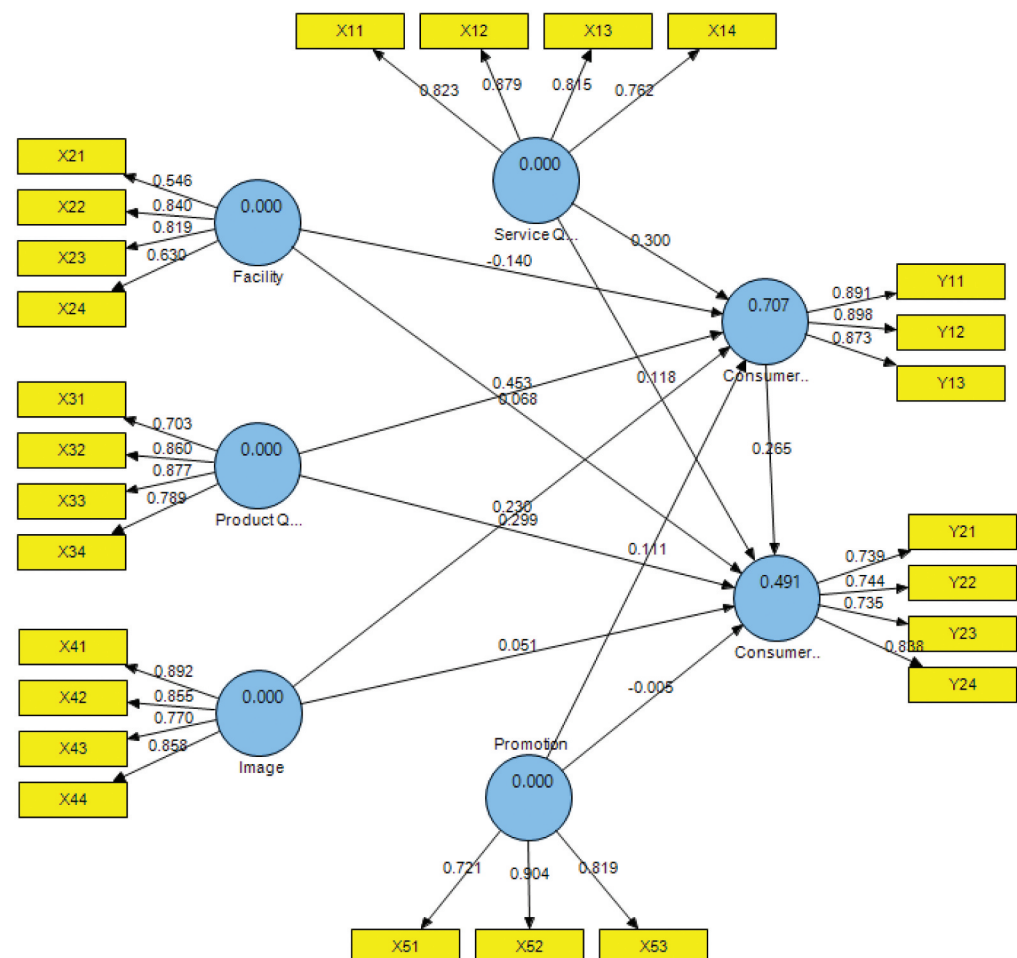 X11
X12
X13
X14
0.823
0.879
0.815
0.762
0.000
Service Q...
X21
X22
X23
X24
0.546
0.840
0.819
0.630
0.000
Facility
-0.140
0.300
0.707
Consumer..
0.891
0.898
0.873
Y11
Y12
Y13
X31
X32
X33
X34
0.703
0.860
0.877
0.789
0.000
Product Q...
0.453
0.068
0.118
0.265
0.230
0.299
0.111
0.491
Consumer..
0.739
0.744
0.735
0.838
Y21
Y22
Y23
Y24
X41
X42
X43
X44
0.892
0.855
0.770
0.858
0.000
Image
0.051
-0.005
Promotion
0.000
0.721
0.904
0.819
X51
X52
X53